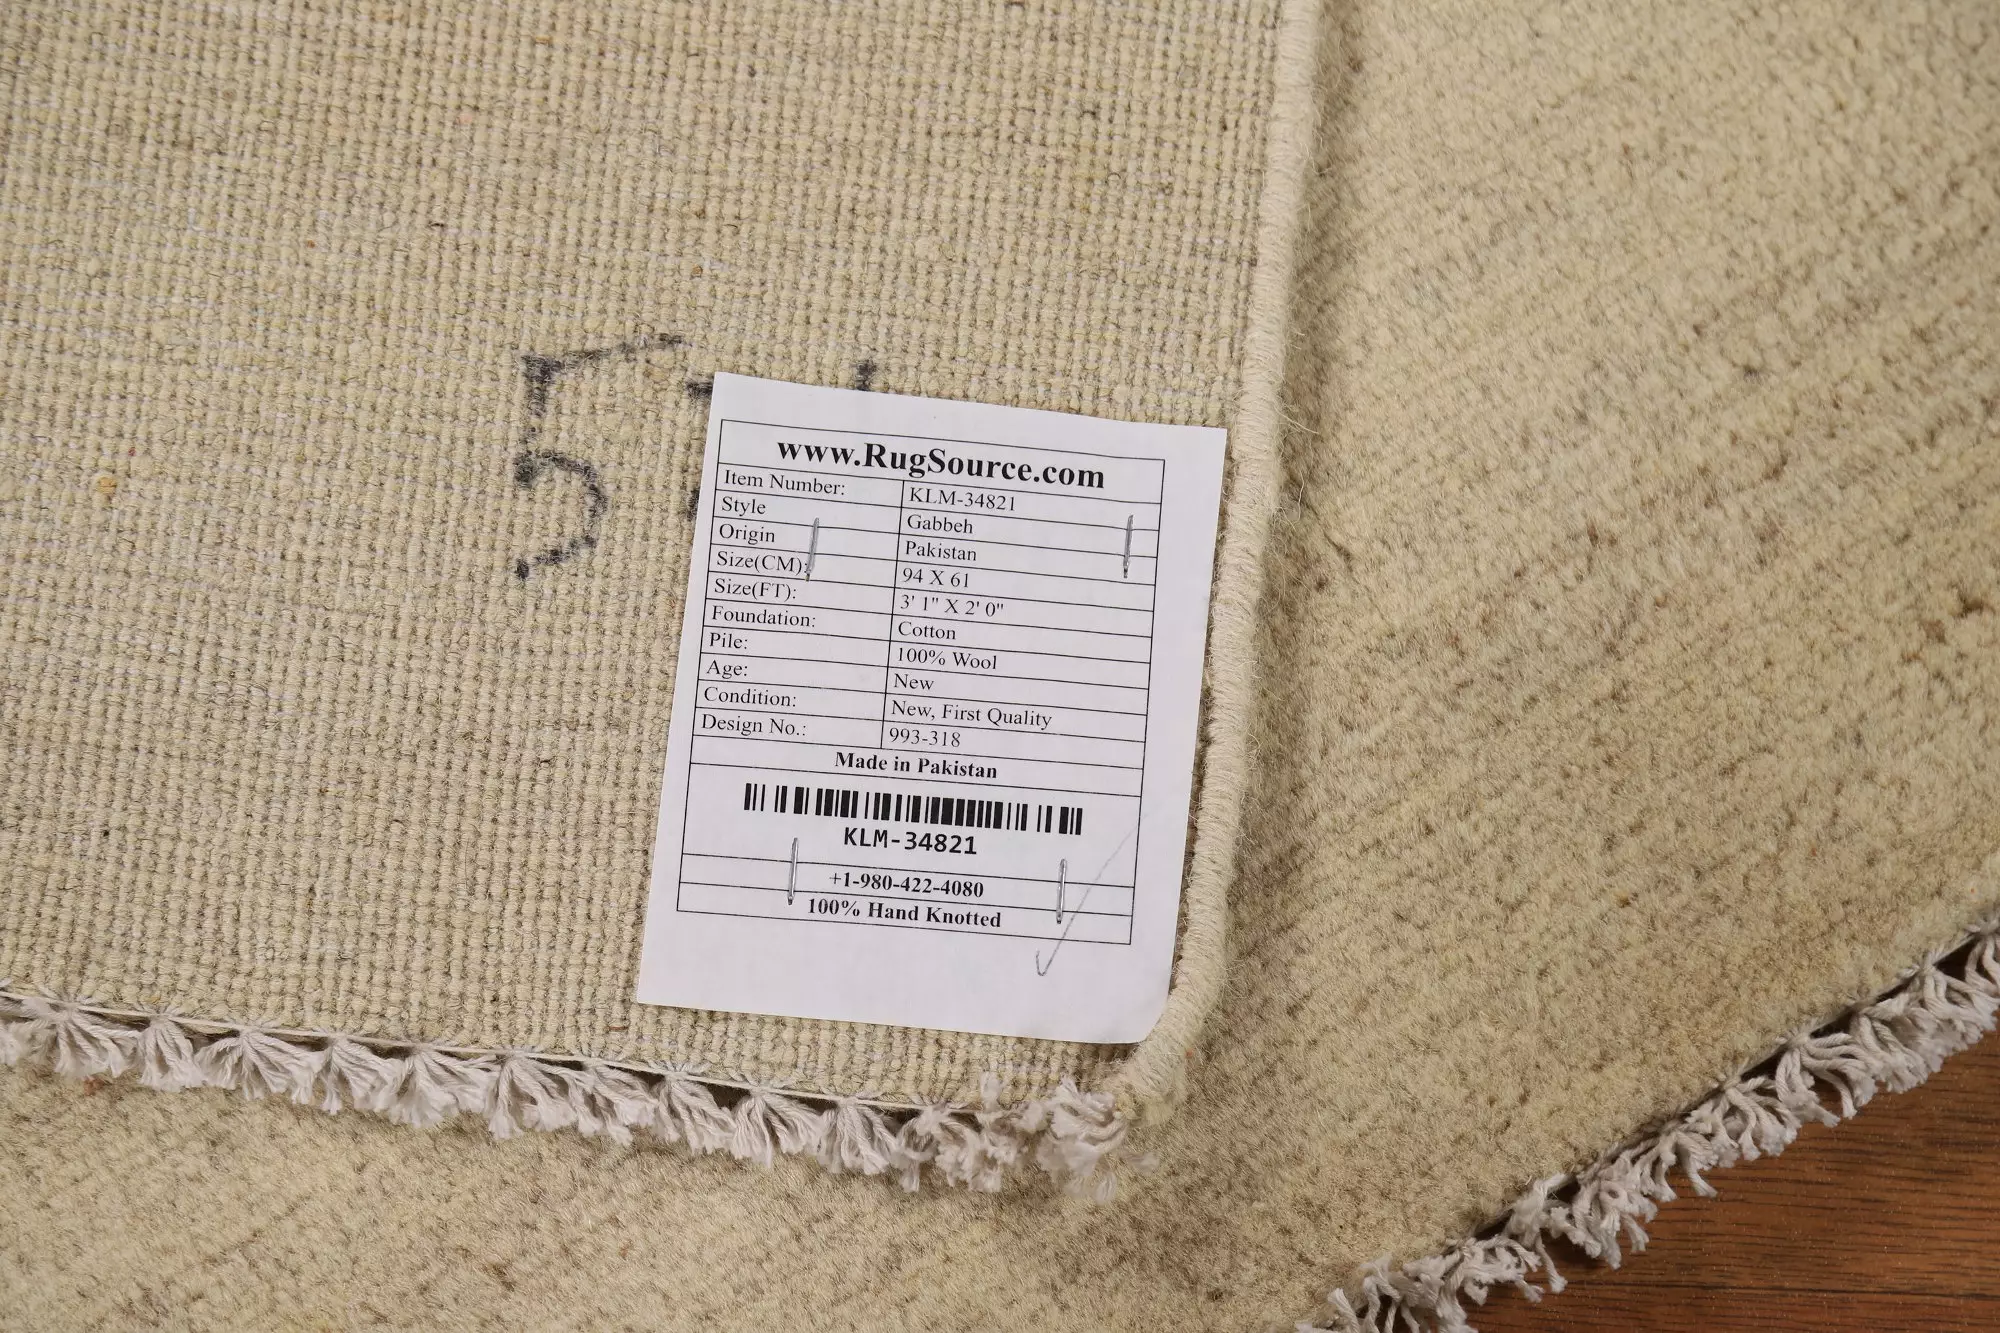 5
www.RugSource.com
Item Number: KLM-34821
Style Gabbeh
Origin Pakistan
Size(CM): 94 X 61
Size(FT): 3' 1" X 2' 0"
Foundation: Cotton
Pile: 100% Wool
Age: New
Condition: New, First Quality
Design No.: 993-318
Made in Pakistan
KLM-34821
+1-980-422-4080
100% Hand Knotted